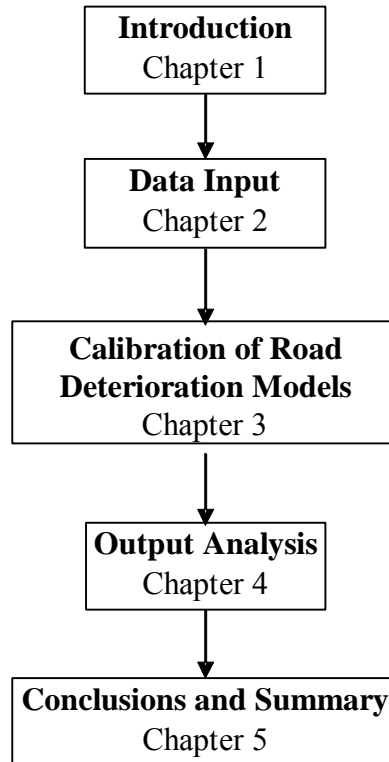 Introduction
Chapter 1
Data Input
Chapter 2
Calibration of Road
Deterioration Models
Chapter 3
Output Analysis
Chapter 4
Conclusions and Summary
Chapter 5